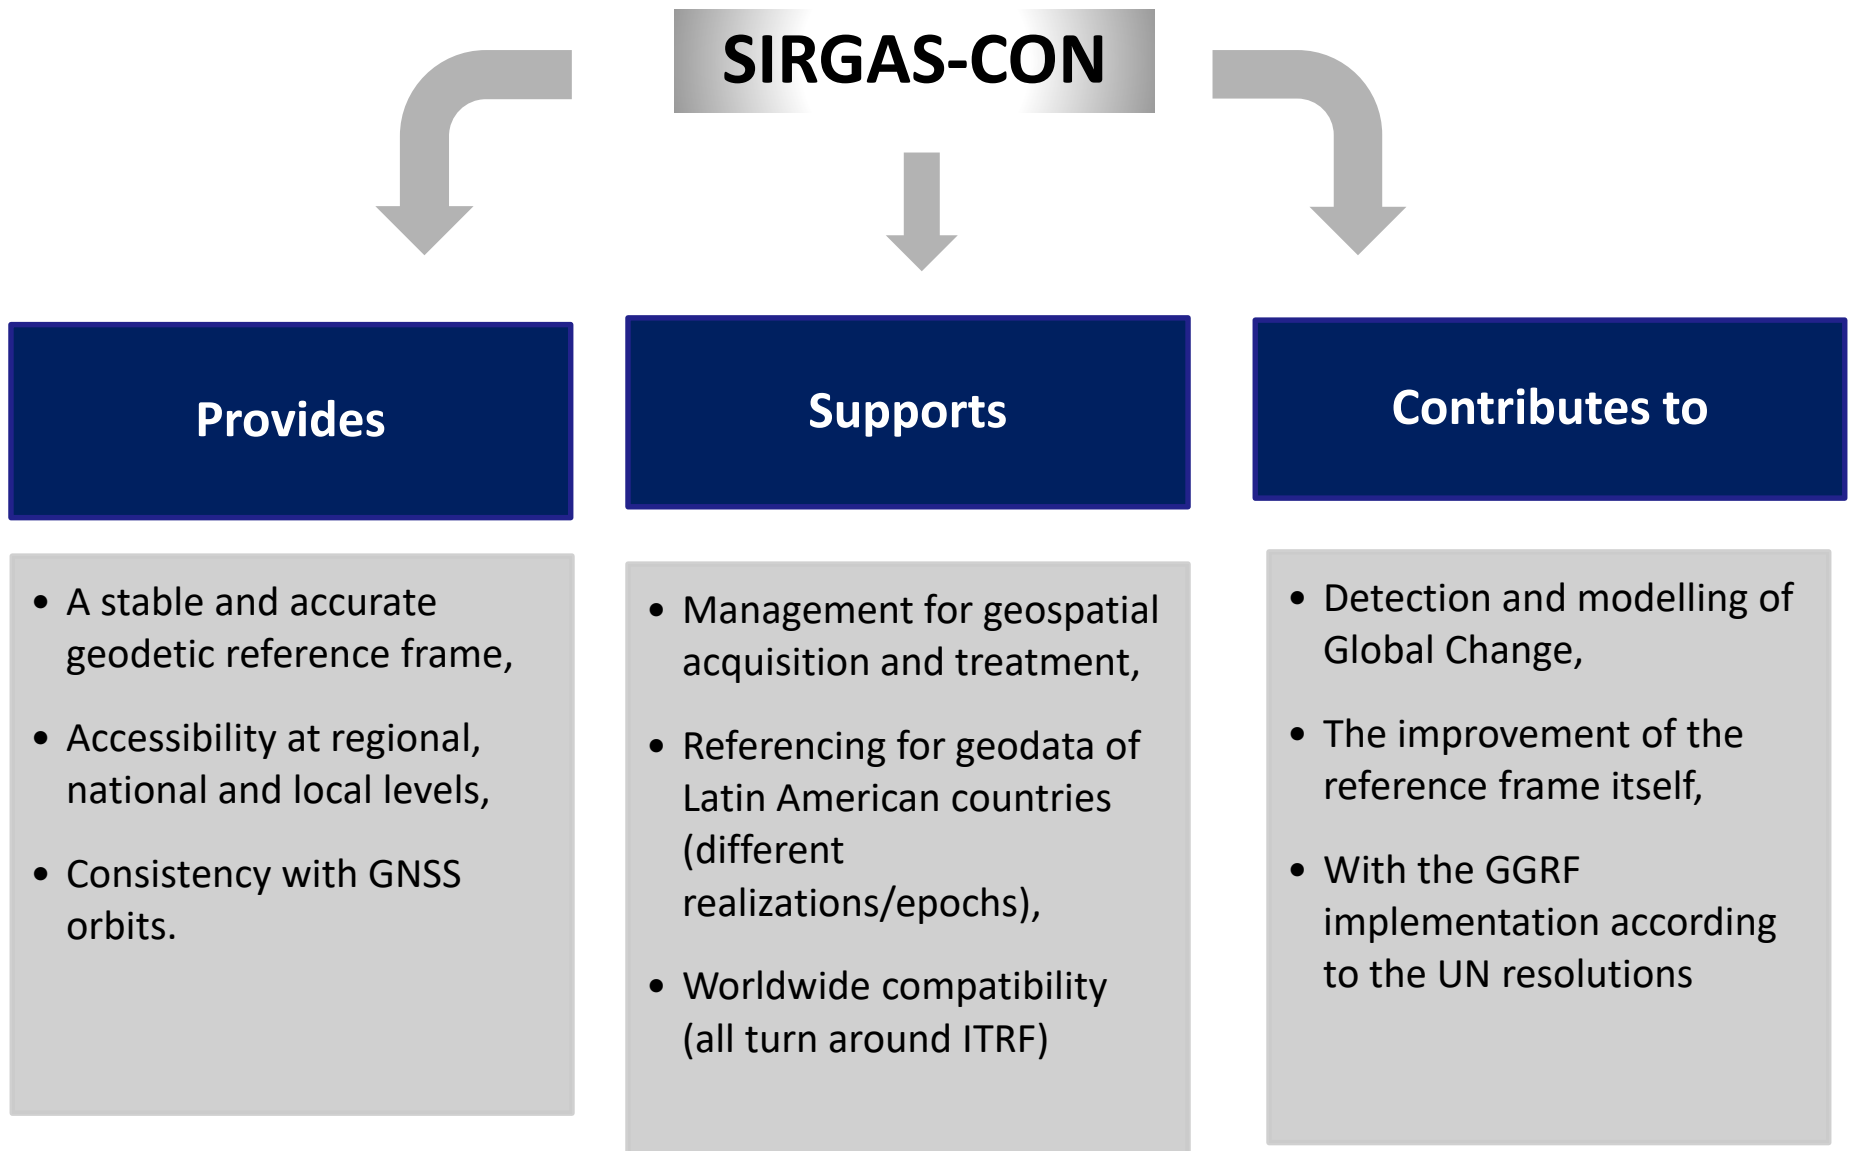 SIRGAS-CON
Provides
• A stable and accurate
geodetic reference frame,
• Accessibility at regional,
national and local levels,
• Consistency with GNSS
orbits.
Supports
• Management for geospatial
acquisition and treatment,
• Referencing for geodata of
Latin American countries
(different
realizations/epochs),
• Worldwide compatibility
(all turn around ITRF)
Contributes to
• Detection and modelling of
Global Change,
• The improvement of the
reference frame itself,
• With the GGRF
implementation according
to the UN resolutions